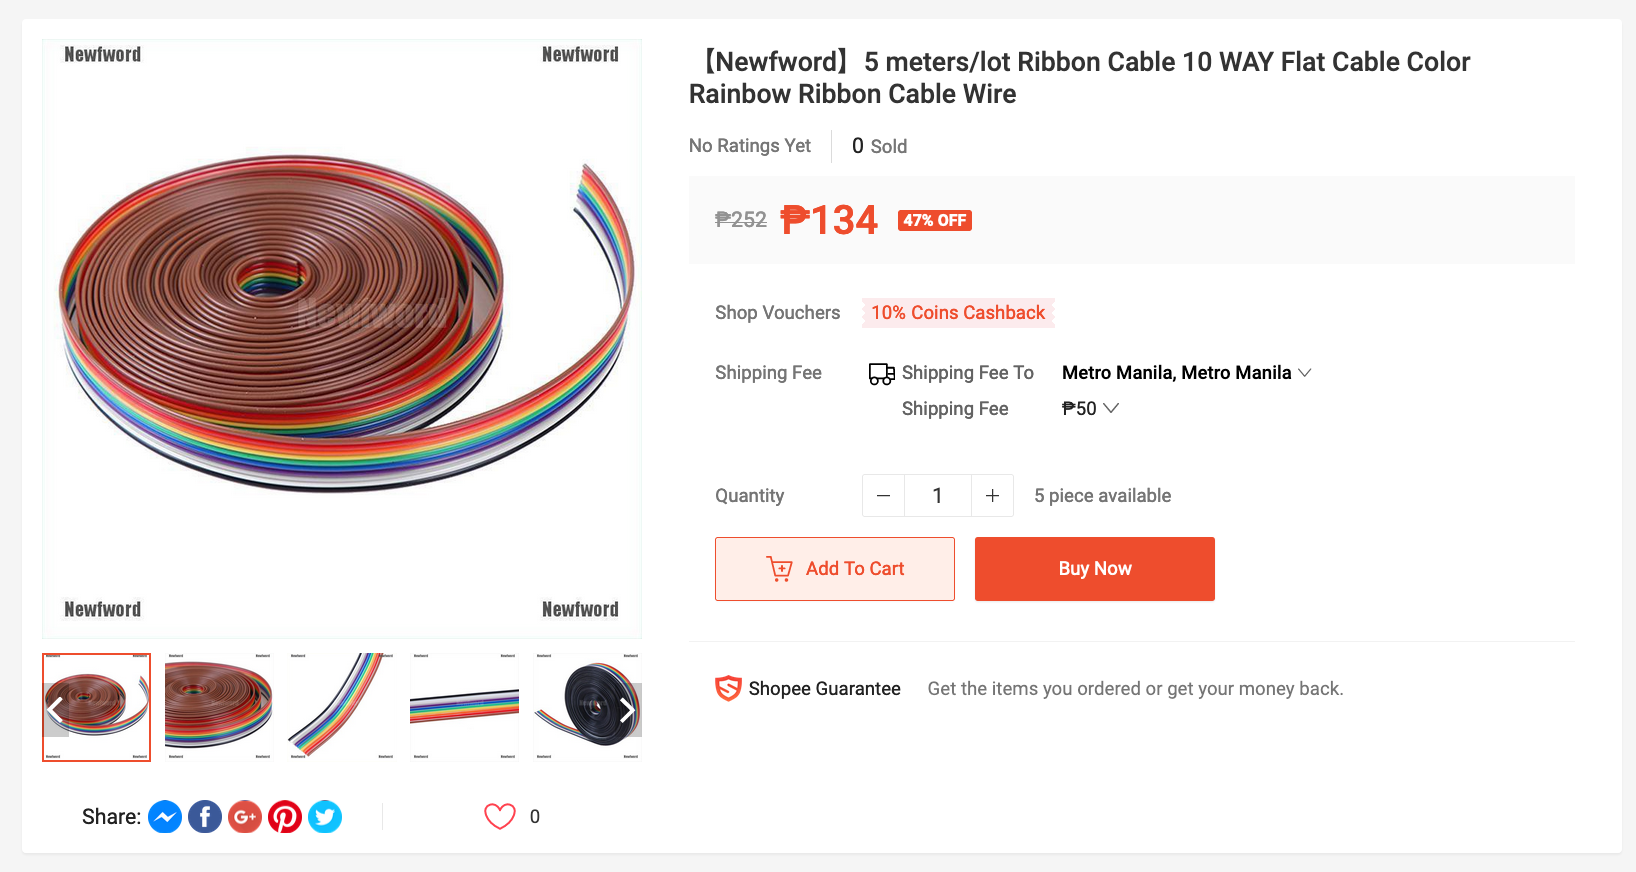 Newfword
Newfword
Newfword
Newfword
Newfword
【Newfword】5 meters/lot Ribbon Cable 10 WAY Flat Cable Color
Rainbow Ribbon Cable Wire
No Ratings Yet
0 Sold
₱252 ₱134 47% OFF
Shop Vouchers 10% Coins Cashback
Shipping Fee Shipping Fee To Metro Manila, Metro Manila
Shipping Fee ₱50
Quantity − 1 + 5 piece available
Add To Cart
Buy Now
Shopee Guarantee Get the items you ordered or get your money back.
Share: f G+
0